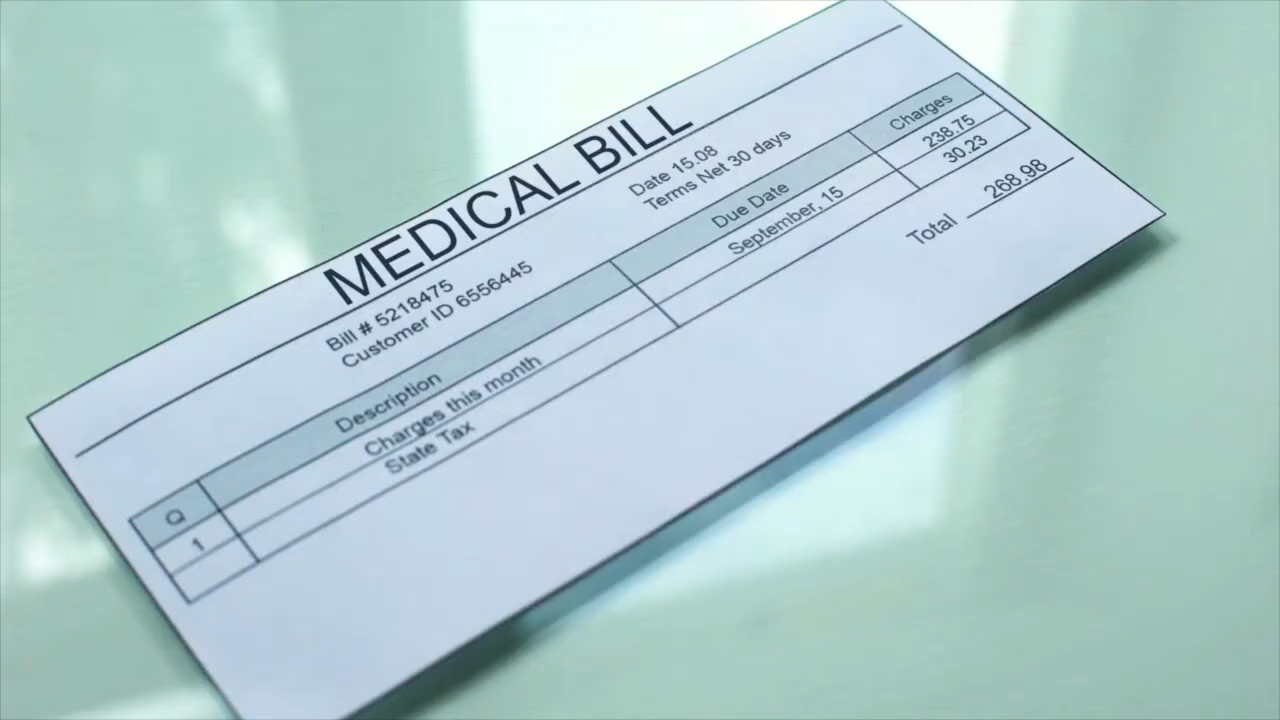 MEDICAL BILL
Bill # 5218475
Customer ID 6556445
Date 15.08
Terms Net 30 days
Q Description Due Date Charges
1 Charges this month September, 15 238.75
State Tax 30.23
Total 268.98